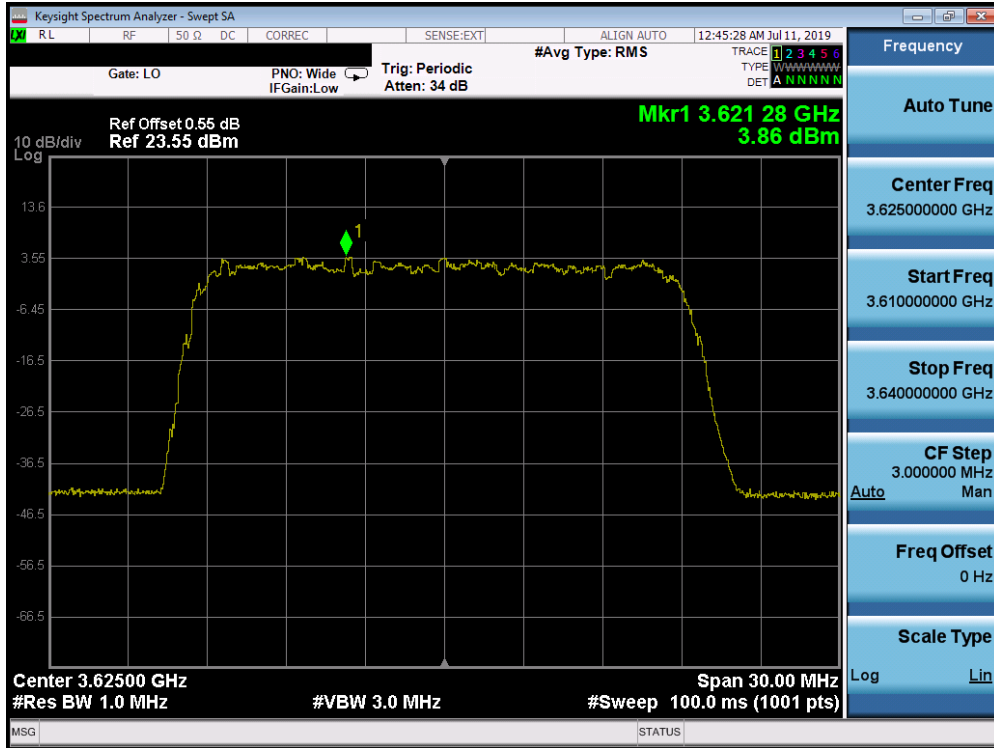 Keysight Spectrum Analyzer - Swept SA
LXI RL RF 50 Ω DC CORREC SENSE:EXT ALIGN AUTO 12:45:28 AM Jul 11, 2019
Gate: LO PNO: Wide Trig: Periodic #Avg Type: RMS TRACE 1 2 3 4 5 6
IFGain:Low Atten: 34 dB TYPE WWWWWW
DET A N N N N N
Mkr1 3.621 28 GHz
3.86 dBm
Ref Offset 0.55 dB
10 dB/div Ref 23.55 dBm
Log
1
13.6
3.55
-6.45
-16.5
-26.5
-36.5
-46.5
-56.5
-66.5
Center 3.62500 GHz Span 30.00 MHz
#Res BW 1.0 MHz #VBW 3.0 MHz #Sweep 100.0 ms (1001 pts)
MSG STATUS
Frequency
Auto Tune
Center Freq
3.625000000 GHz
Start Freq
3.610000000 GHz
Stop Freq
3.640000000 GHz
CF Step
3.000000 MHz
Auto Man
Freq Offset
0 Hz
Scale Type
Log Lin